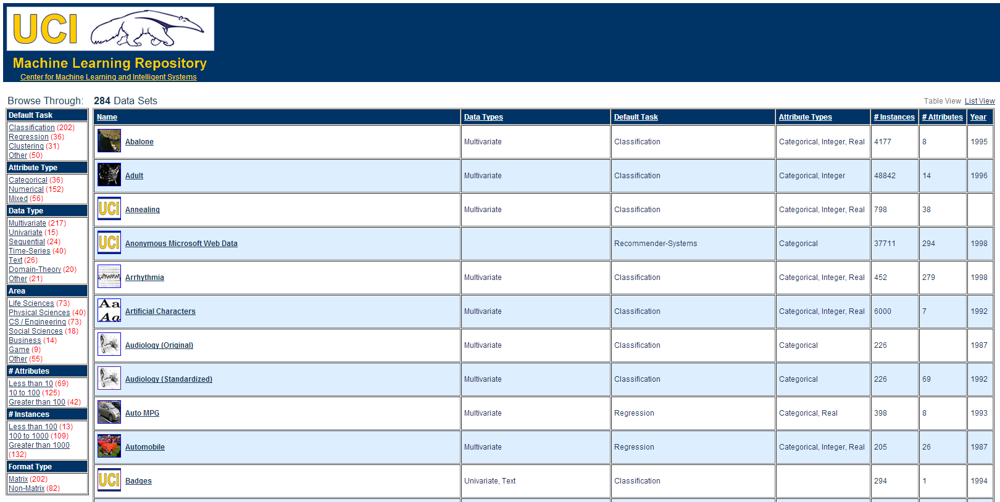 UCI
Machine Learning Repository
Center for Machine Learning and Intelligent Systems
Browse Through:
Default Task
Classification (202)
Regression (36)
Clustering (31)
Other (50)
Attribute Type
Categorical (36)
Numerical (152)
Mixed (56)
Data Type
Multivariate (217)
Univariate (15)
Sequential (24)
Time-Series (40)
Text (26)
Domain-Theory (20)
Other (21)
Area
Life Sciences (73)
Physical Sciences (40)
CS / Engineering (73)
Social Sciences (18)
Business (14)
Game (9)
Other (55)
# Attributes
Less than 10 (69)
10 to 100 (125)
Greater than 100 (42)
# Instances
Less than 100 (13)
100 to 1000 (109)
Greater than 1000
(132)
Format Type
Matrix (202)
Non-Matrix (82)
284 Data Sets
Table View List View
Name Data Types Default Task Attribute Types # Instances # Attributes Year
Abalone Multivariate Classification Categorical, Integer, Real 4177 8 1995
Adult Multivariate Classification Categorical, Integer 48842 14 1996
UCI Annealing Multivariate Classification Categorical, Integer, Real 798 38
UCI Anonymous Microsoft Web Data Recommender-Systems Categorical 37711 294 1998
Arrhythmia Multivariate Classification Categorical, Integer, Real 452 279 1998
Aa
Aa
Artificial Characters Multivariate Classification Categorical, Integer, Real 6000 7 1992
Audiology (Original) Multivariate Classification Categorical 226 1987
Audiology (Standardized) Multivariate Classification Categorical 226 69 1992
Auto MPG Multivariate Regression Categorical, Real 398 8 1993
Automobile Multivariate Regression Categorical, Integer, Real 205 26 1987
UCI Badges Univariate, Text Classification 294 1 1994